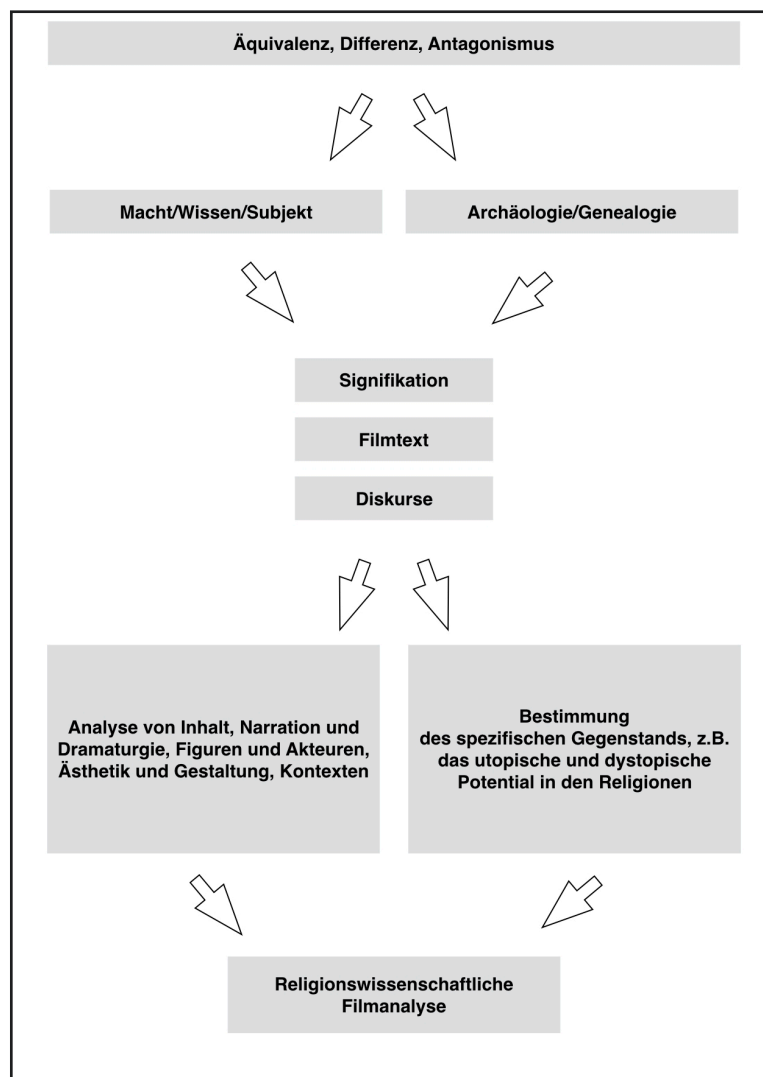 Äquivalenz, Differenz, Antagonismus
Macht/Wissen/Subjekt
Archäologie/Genealogie
Signifikation
Filmtext
Diskurse
Analyse von Inhalt, Narration und
Dramaturgie, Figuren und Akteuren,
Ästhetik und Gestaltung, Kontexten
Bestimmung
des spezifischen Gegenstands, z.B.
das utopische und dystopische
Potential in den Religionen
Religionswissenschaftliche
Filmanalyse